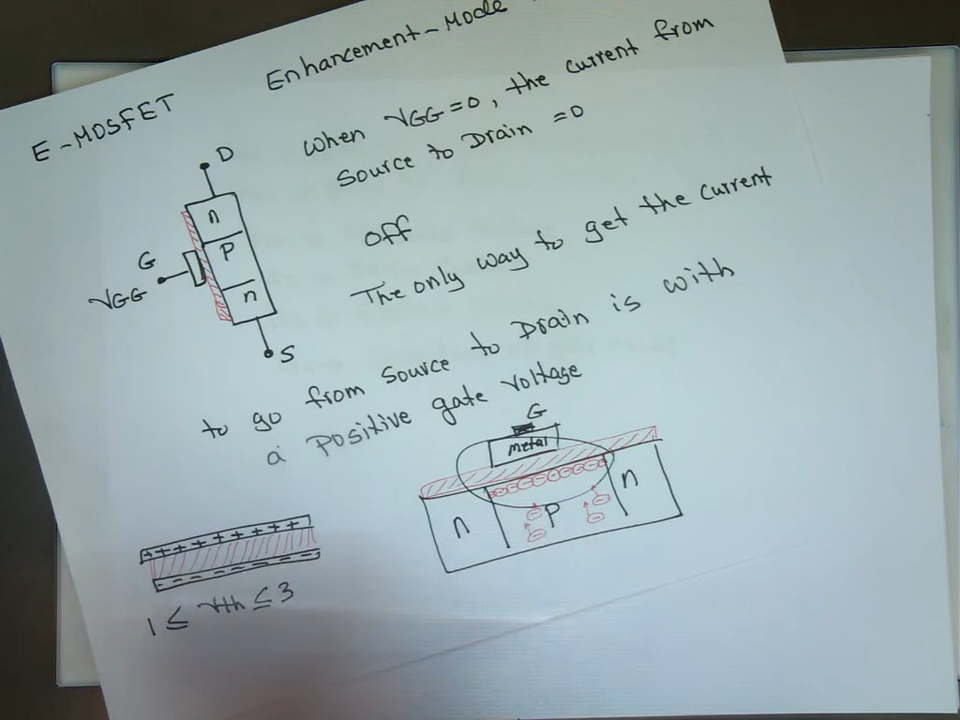 E-MOSFET Enhancement-Mode
When VGG=0, the current from
Source to Drain =0
off
The only way to get the current
to go from Source to Drain is with
a positive gate voltage
D
n
P
n
G
VGG
S
G
Metal
n
P
n
+ + + + + + + +
- - - - - - - -
1 ≤ Vth ≤ 3